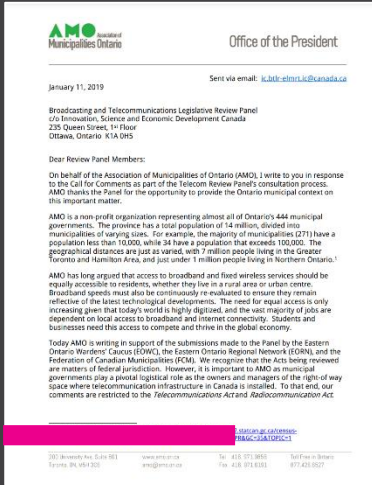 AMO Association of
Municipalities Ontario
Office of the President
Sent via email: ic.btlr-elmrt.ic@canada.ca
January 11, 2019
Broadcasting and Telecommunications Legislative Review Panel
c/o Innovation, Science and Economic Development Canada
235 Queen Street, 1st Floor
Ottawa, Ontario K1A 0H5
Dear Review Panel Members:
On behalf of the Association of Municipalities of Ontario (AMO), I write to you in response
to the Call for Comments as part of the Telecom Review Panel's consultation process.
AMO thanks the Panel for the opportunity to provide the Ontario municipal context on
this important matter.
AMO is a non-profit organization representing almost all of Ontario's 444 municipal
governments. The province has a total population of 14 million, divided into
municipalities of varying sizes. For example, the majority of municipalities (271) have a
population less than 10,000, while 34 have a population that exceeds 100,000. The
geographical distances are just as varied, with 7 million people living in the Greater
Toronto and Hamilton Area, and just under 1 million people living in Northern Ontario.1
AMO has long argued that access to broadband and fixed wireless services should be
equally accessible to residents, whether they live in a rural area or urban centre.
Broadband speeds must also be continuously re-evaluated to ensure they remain
reflective of the latest technological developments. The need for equal access is only
increasing given that today's world is highly digitized, and the vast majority of jobs are
dependent on local access to broadband and internet connectivity. Students and
businesses need this access to compete and thrive in the global economy.
Today AMO is writing in support of the submissions made to the Panel by the Eastern
Ontario Wardens' Caucus (EOWC), the Eastern Ontario Regional Network (EORN), and the
Federation of Canadian Municipalities (FCM). We recognize that the Acts being reviewed
are matters of federal jurisdiction. However, it is important to AMO as municipal
governments play a pivotal logistical role as the owners and managers of the right-of-way
space where telecommunication infrastructure in Canada is installed. To that end, our
comments are restricted to the Telecommunications Act and Radiocommunication Act.
.statcan.gc.ca/census-
PR&GC=35&TOPIC=1
200 University Ave, Suite 801 www.amo.on.ca Tel 416.971.9856 Toll Free in Ontario
Toronto, ON, M5H 3C6 amo@amo.on.ca Fax 416.971.6191 877.426.6527